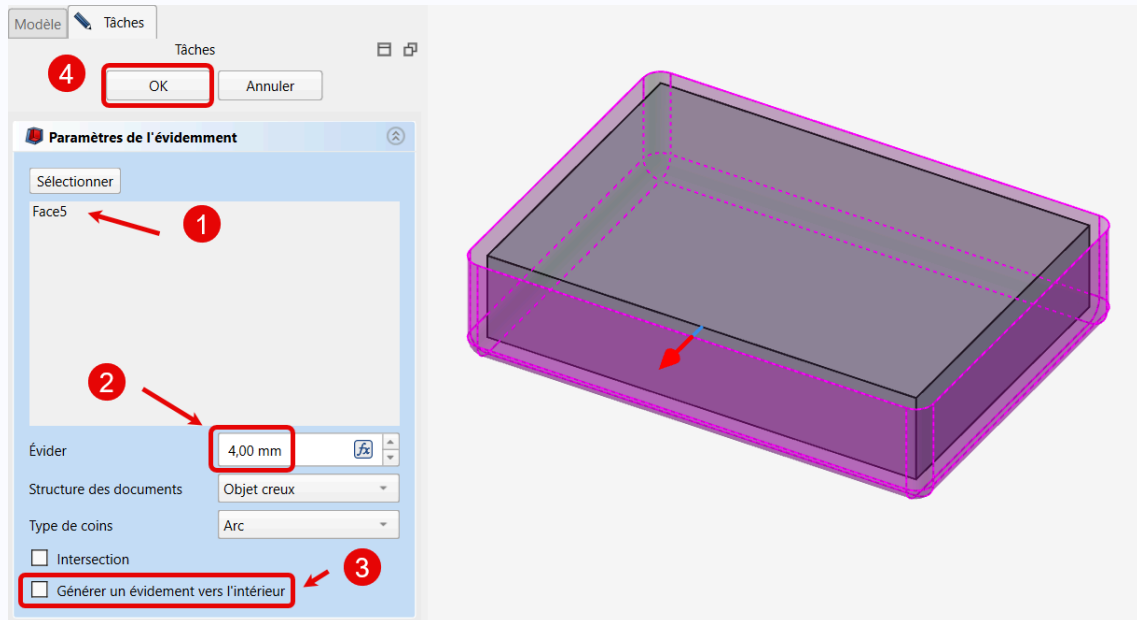 Modèle
Tâches
Tâches
4
OK
Annuler
Paramètres de l'évidemment
Sélectionner
Face5
1
2
Évider
4,00 mm
fx
Structure des documents
Objet creux
Type de coins
Arc
Intersection
3
Générer un évidement vers l'intérieur